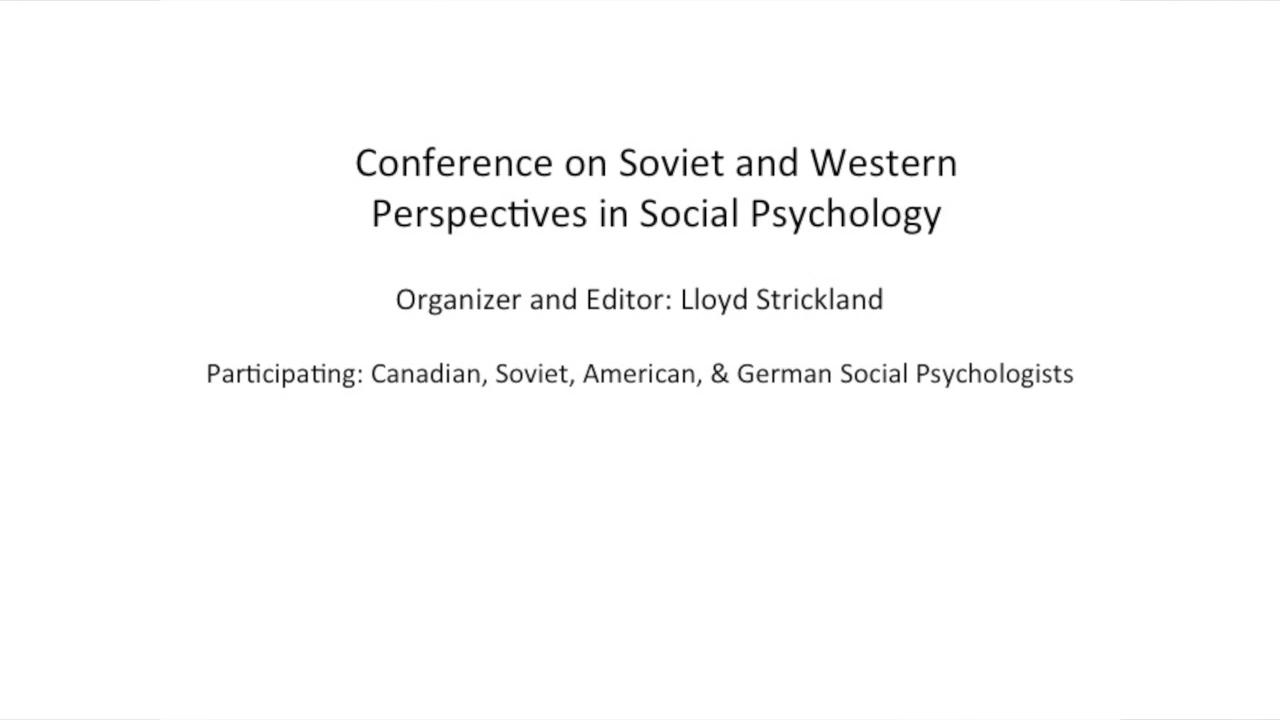 Conference on Soviet and Western
Perspectives in Social Psychology
Organizer and Editor: Lloyd Strickland
Participating: Canadian, Soviet, American, & German Social Psychologists